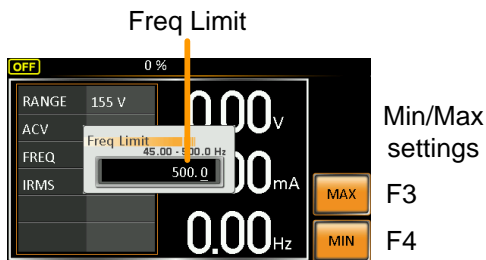 Freq Limit
OFF 0 %
RANGE 155 V
ACV
FREQ
IRMS
0.00V
Freq Limit
45.00 - 500.0 Hz
500.0
00mA
0.00Hz
MAX
MIN
Min/Max
settings
F3
F4